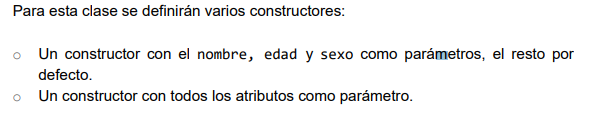 Para esta clase se definirán varios constructores:
○ Un constructor con el nombre, edad y sexo como parámetros, el resto por
defecto.
○ Un constructor con todos los atributos como parámetro.